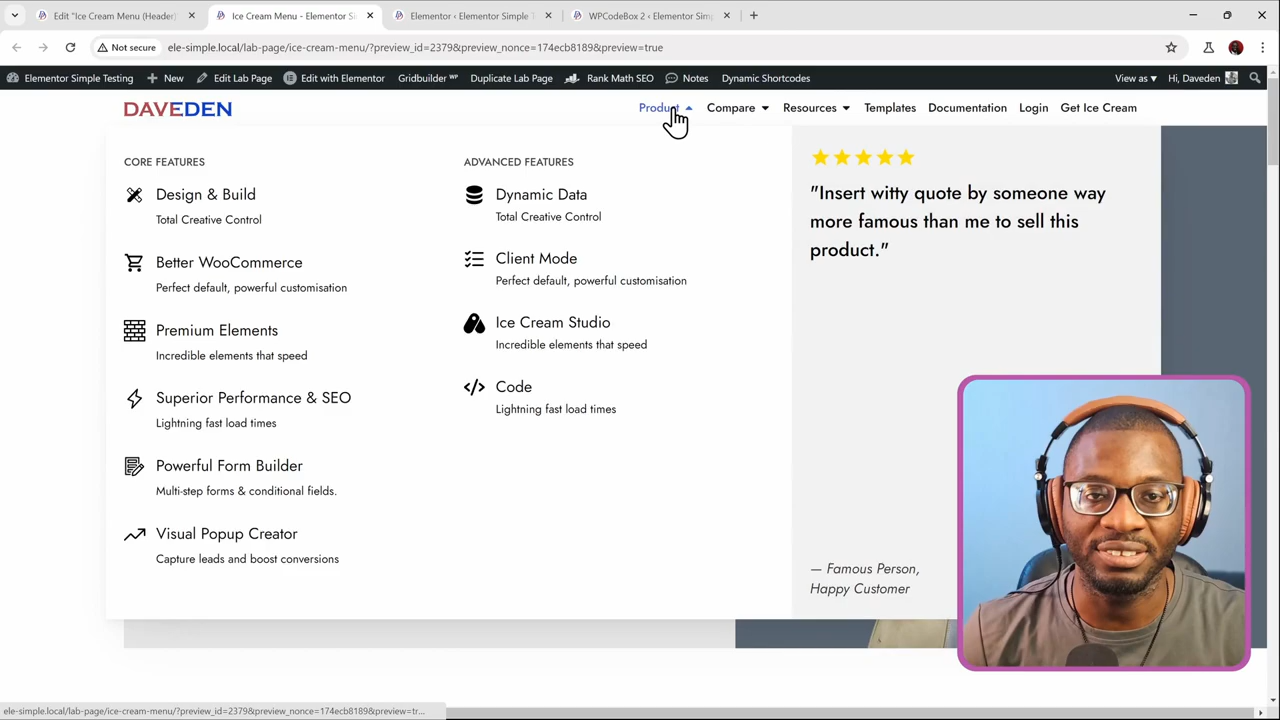 Edit "Ice Cream Menu (Header)
Ice Cream Menu - Elementor Si
Elementor ‹ Elementor Simple T
WPCodeBox 2 ‹ Elementor Sim
Not secure
ele-simple.local/lab-page/ice-cream-menu/?preview_id=2379&preview_nonce=174ecb8189&preview=true
Elementor Simple Testing
New
Edit Lab Page
Edit with Elementor
Gridbuilder WP
Duplicate Lab Page
Rank Math SEO
Notes
Dynamic Shortcodes
View as
Hi, Daveden
DAVEDEN
Product
Compare
Resources
Templates
Documentation
Login
Get Ice Cream
CORE FEATURES
Design & Build
Total Creative Control
Better WooCommerce
Perfect default, powerful customisation
Premium Elements
Incredible elements that speed
Superior Performance & SEO
Lightning fast load times
Powerful Form Builder
Multi-step forms & conditional fields.
Visual Popup Creator
Capture leads and boost conversions
ADVANCED FEATURES
Dynamic Data
Total Creative Control
Client Mode
Perfect default, powerful customisation
Ice Cream Studio
Incredible elements that speed
Code
Lightning fast load times
"Insert witty quote by someone way
more famous than me to sell this
product."
— Famous Person,
Happy Customer
ele-simple.local/lab-page/ice-cream-menu/?preview_id=2379&preview_nonce=174ecb8189&preview=tr...